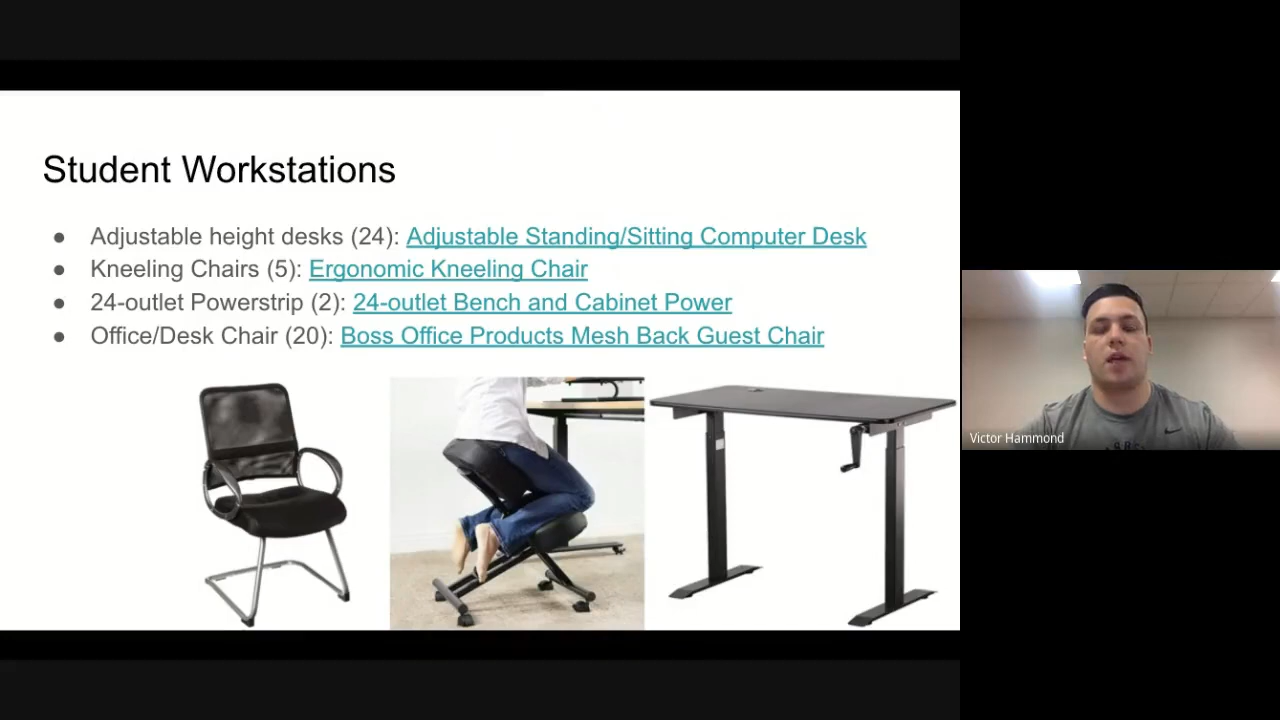 Student Workstations
● Adjustable height desks (24): Adjustable Standing/Sitting Computer Desk
● Kneeling Chairs (5): Ergonomic Kneeling Chair
● 24-outlet Powerstrip (2): 24-outlet Bench and Cabinet Power
● Office/Desk Chair (20): Boss Office Products Mesh Back Guest Chair
Victor Hammond